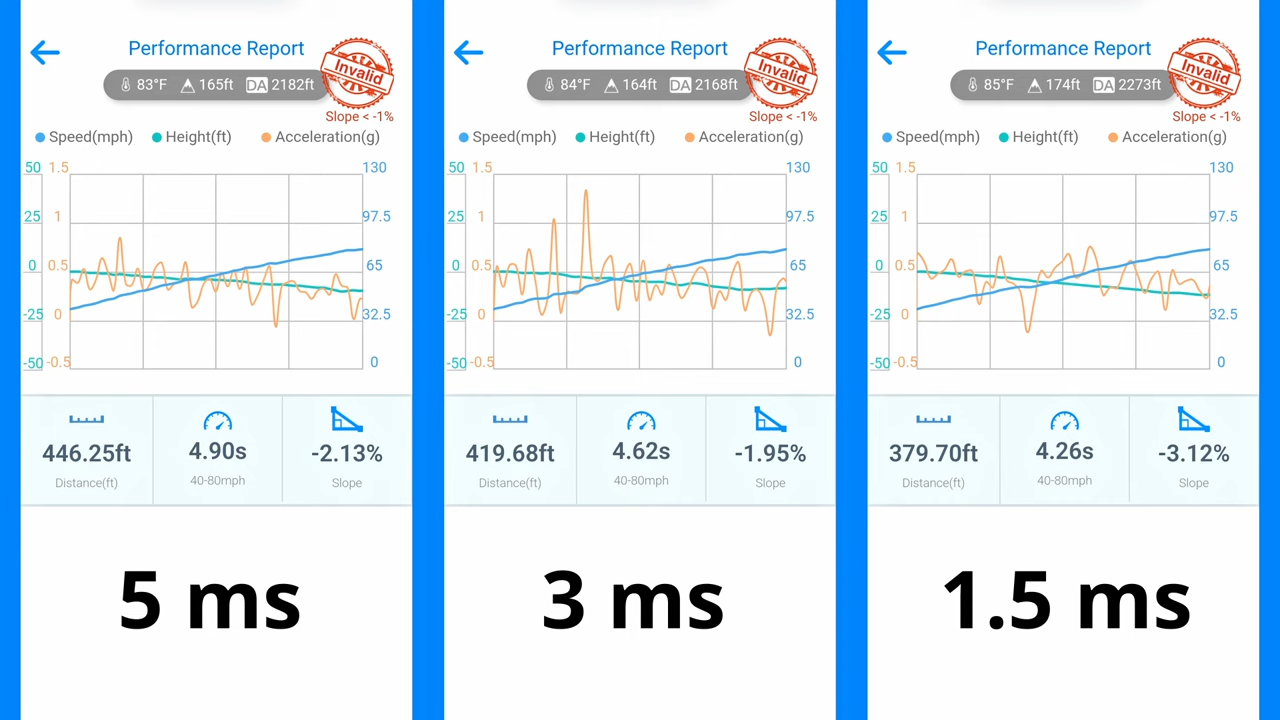 Performance Report
83°F 165ft DA 2182ft
Invalid
Slope < -1%
Speed(mph) Height(ft) Acceleration(g)
50 1.5 130
25 1 97.5
0 0.5 65
-25 0 32.5
-50 -0.5 0
446.25ft 4.90s -2.13%
Distance(ft) 40-80mph Slope
5 ms
Performance Report
84°F 164ft DA 2168ft
Invalid
Slope < -1%
Speed(mph) Height(ft) Acceleration(g)
50 1.5 130
25 1 97.5
0 0.5 65
-25 0 32.5
-50 -0.5 0
419.68ft 4.62s -1.95%
Distance(ft) 40-80mph Slope
3 ms
Performance Report
85°F 174ft DA 2273ft
Invalid
Slope < -1%
Speed(mph) Height(ft) Acceleration(g)
50 1.5 130
25 1 97.5
0 0.5 65
-25 0 32.5
-50 -0.5 0
379.70ft 4.26s -3.12%
Distance(ft) 40-80mph Slope
1.5 ms